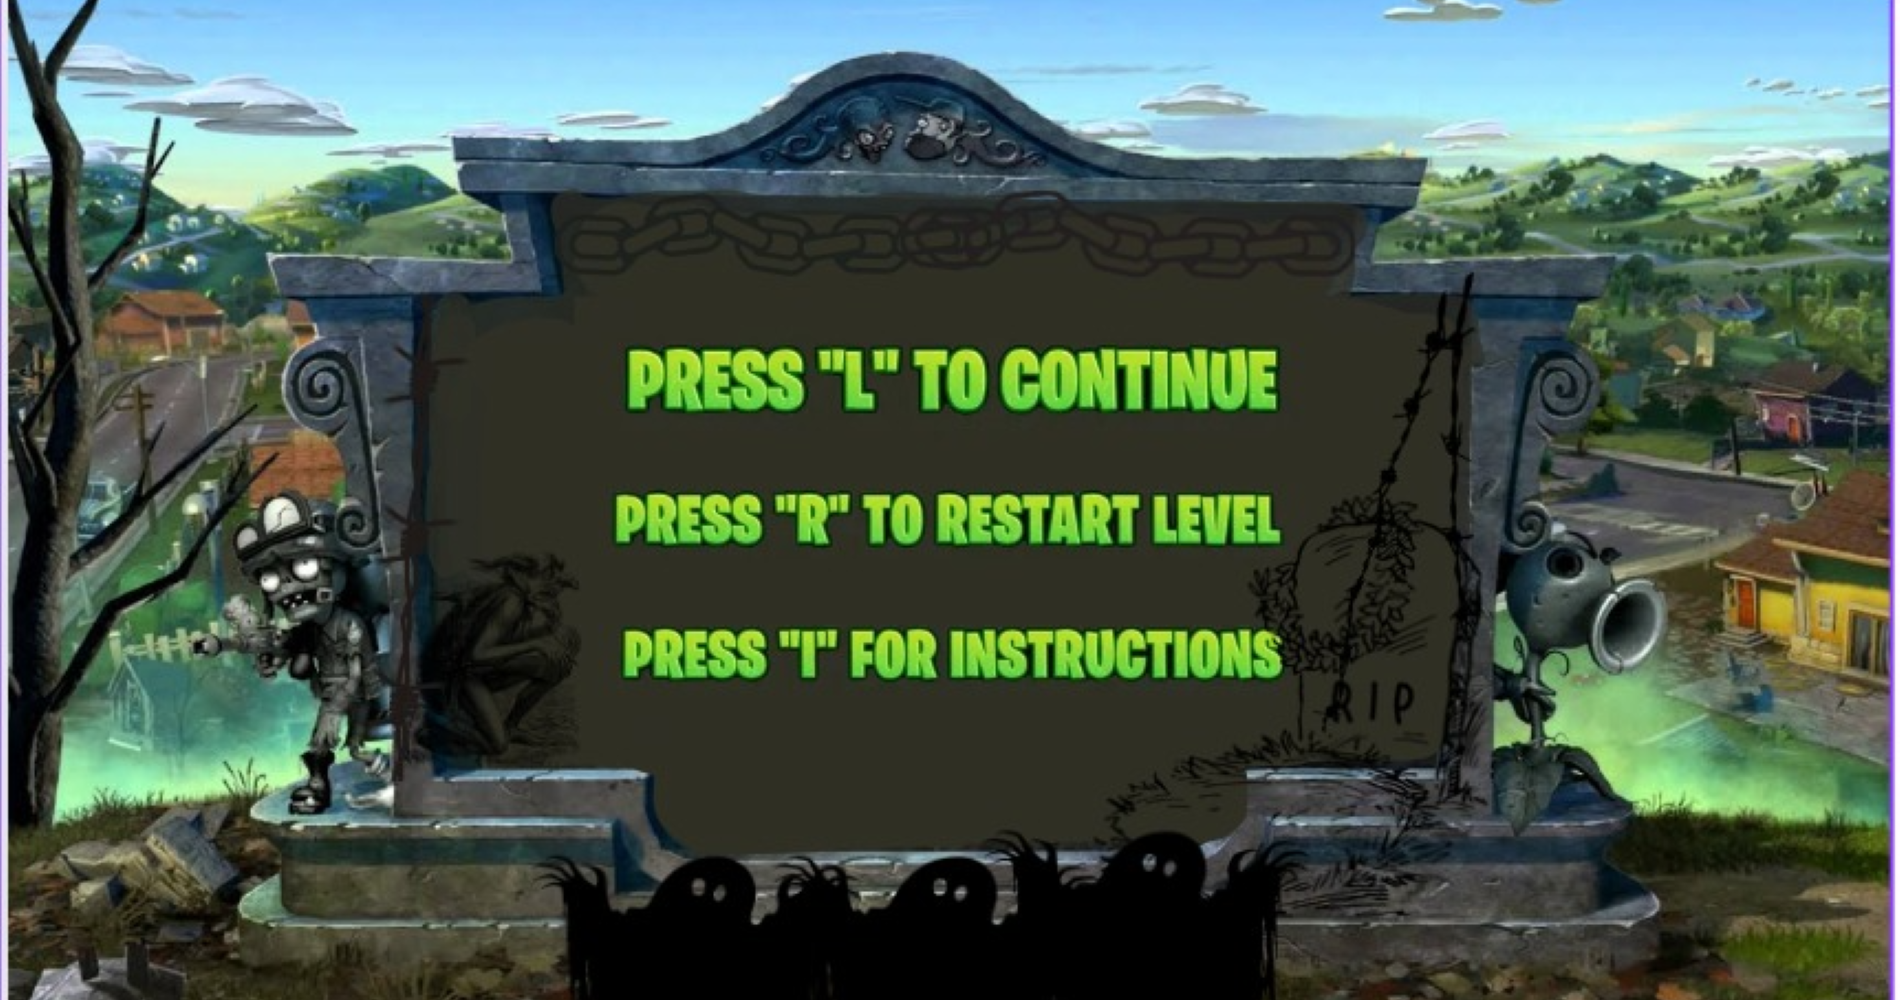 PRESS "L" TO CONTINUE
PRESS "R" TO RESTART LEVEL
PRESS "I" FOR INSTRUCTIONS
RIP